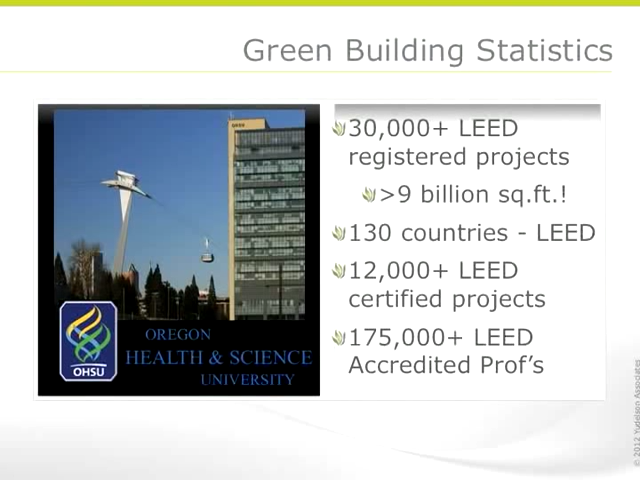 Green Building Statistics
30,000+ LEED
registered projects
>9 billion sq.ft.!
130 countries - LEED
12,000+ LEED
certified projects
175,000+ LEED
Accredited Prof's
OHSU
OREGON
HEALTH & SCIENCE
UNIVERSITY
OHSU
© 2012 Yudelson Associates